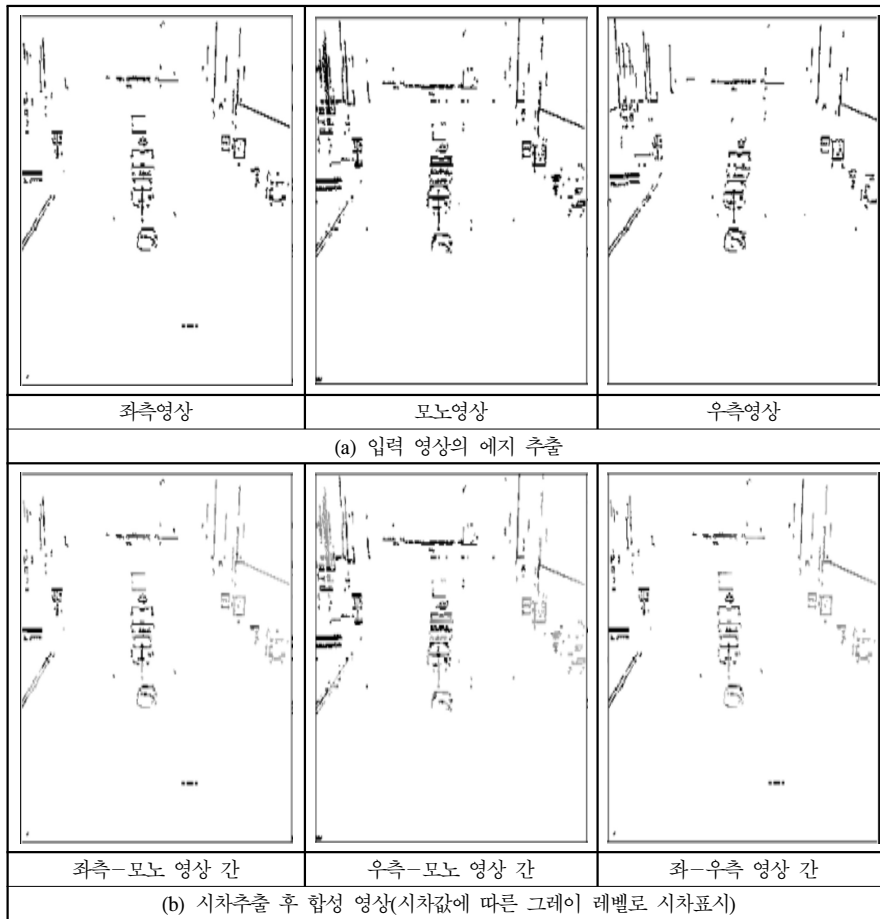 좌측영상 모노영상 우측영상
(a) 입력 영상의 에지 추출
좌측-모노 영상 간 우측-모노 영상 간 좌-우측 영상 간
(b) 시차추출 후 합성 영상(시차값에 따른 그레이 레벨로 시차표시)